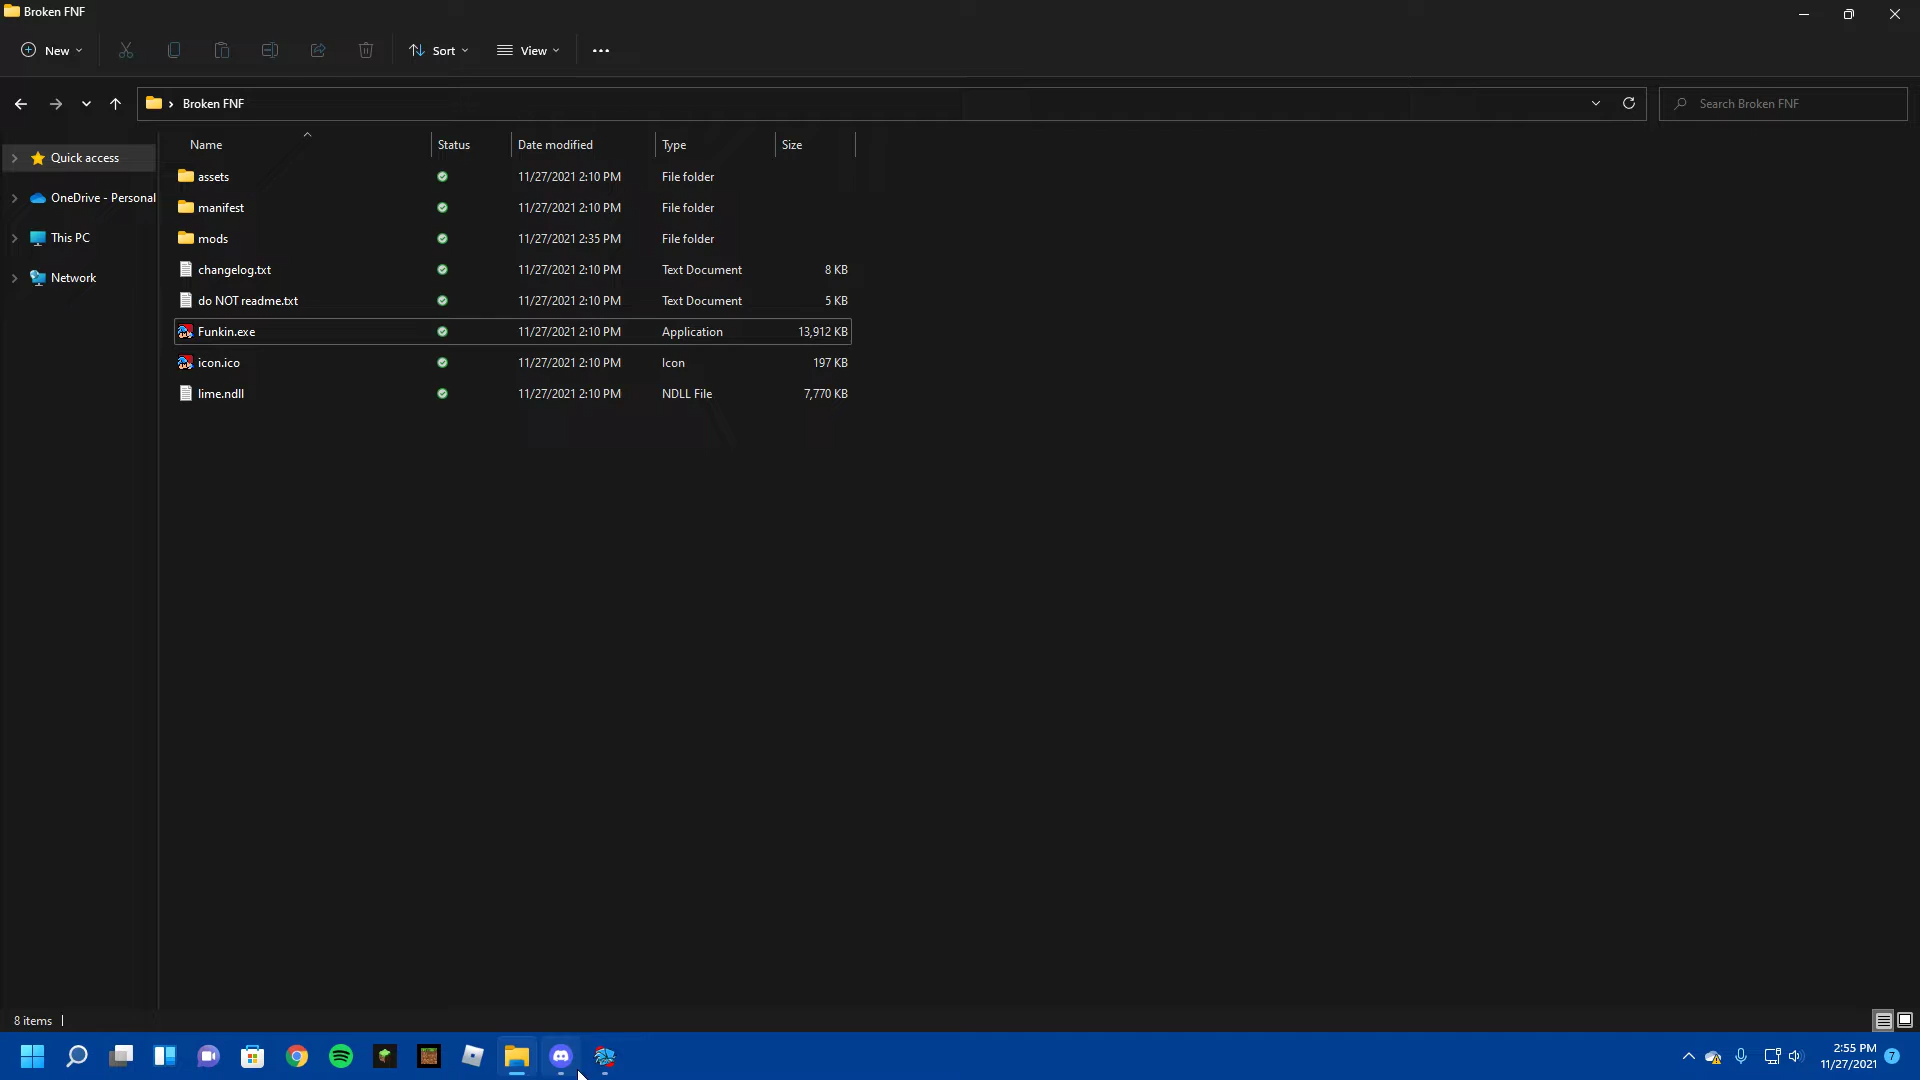 Broken FNF
New Sort View
Broken FNF Search Broken FNF
Name Status Date modified Type Size
Quick access
OneDrive - Personal
This PC
Network
assets 11/27/2021 2:10 PM File folder
manifest 11/27/2021 2:10 PM File folder
mods 11/27/2021 2:35 PM File folder
changelog.txt 11/27/2021 2:10 PM Text Document 8 KB
do NOT readme.txt 11/27/2021 2:10 PM Text Document 5 KB
Funkin.exe 11/27/2021 2:10 PM Application 13,912 KB
icon.ico 11/27/2021 2:10 PM Icon 197 KB
lime.ndll 11/27/2021 2:10 PM NDLL File 7,770 KB
8 items
2:55 PM
11/27/2021 7